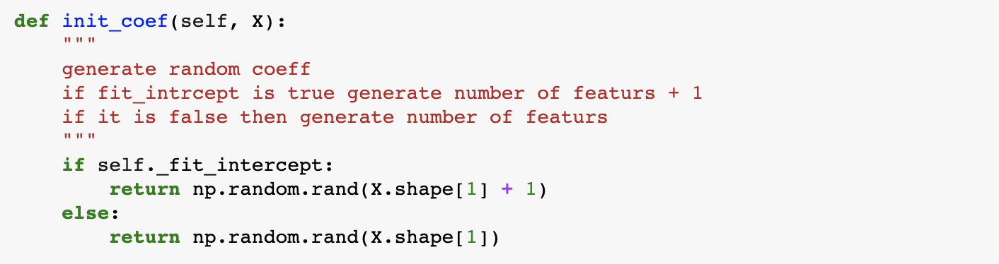 def init_coef(self, X):
    """
    generate random coeff
    if fit_intrcept is true generate number of featurs + 1
    if it is false then generate number of featurs
    """
    if self._fit_intercept:
        return np.random.rand(X.shape[1] + 1)
    else:
        return np.random.rand(X.shape[1])